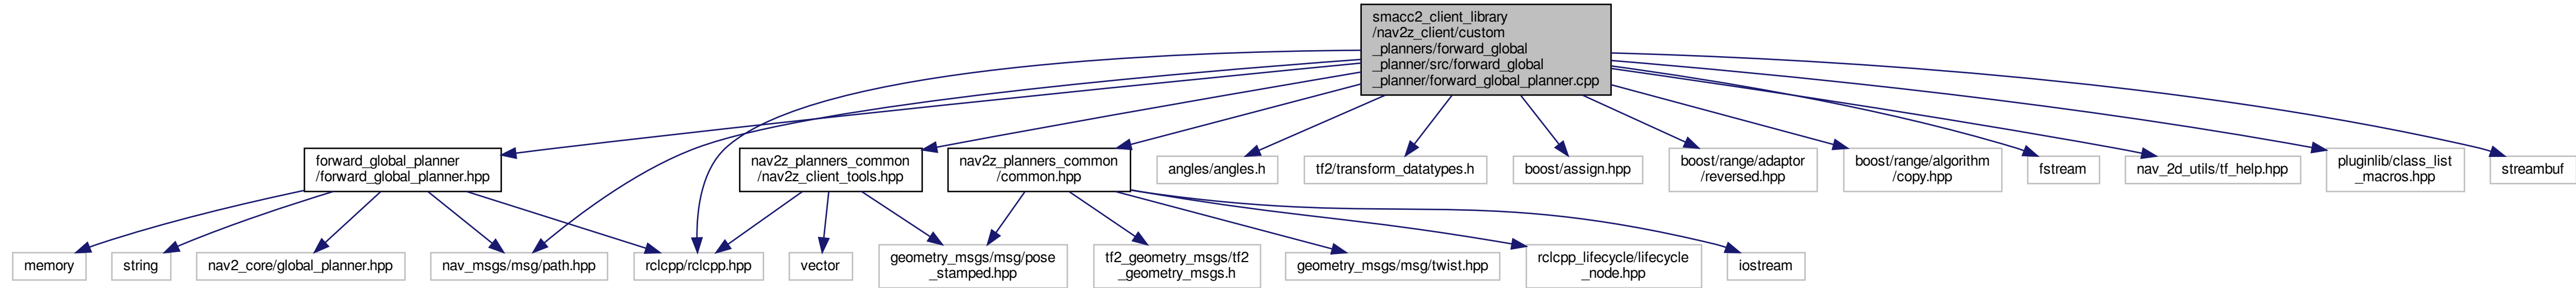 smacc2_client_library
/nav2z_client/custom
_planners/forward_global
_planner/src/forward_global
_planner/forward_global_planner.cpp
forward_global_planner
/forward_global_planner.hpp
nav2z_planners_common
/nav2z_client_tools.hpp
nav2z_planners_common
/common.hpp
angles/angles.h
tf2/transform_datatypes.h
boost/assign.hpp
boost/range/adaptor
/reversed.hpp
boost/range/algorithm
/copy.hpp
fstream
nav_2d_utils/tf_help.hpp
pluginlib/class_list
_macros.hpp
streambuf
memory
string
nav2_core/global_planner.hpp
nav_msgs/msg/path.hpp
rclcpp/rclcpp.hpp
vector
geometry_msgs/msg/pose
_stamped.hpp
tf2_geometry_msgs/tf2
_geometry_msgs.h
geometry_msgs/msg/twist.hpp
rclcpp_lifecycle/lifecycle
_node.hpp
iostream